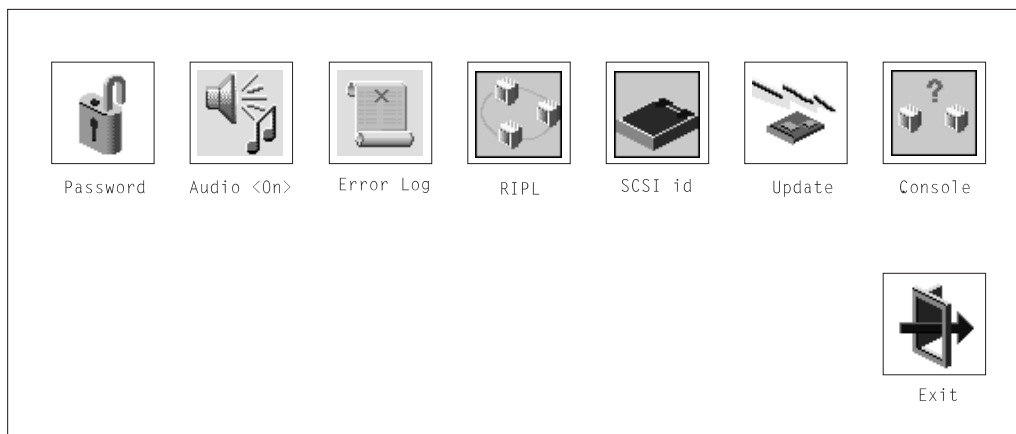 Password
Audio <On>
Error Log
RIPL
SCSI id
Update
?
Console
Exit